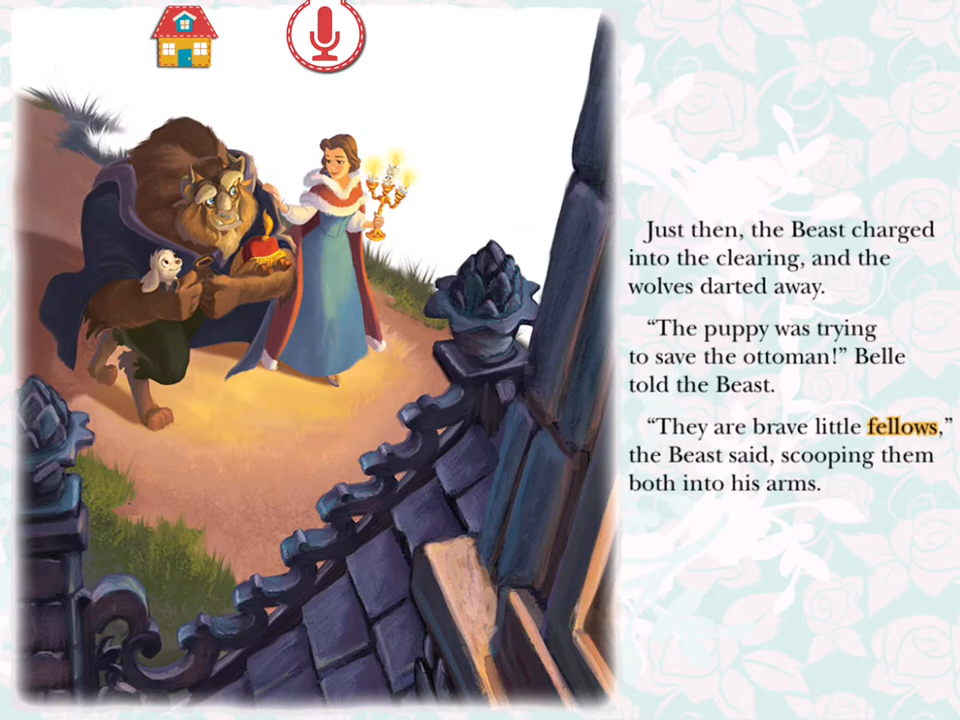 Just then, the Beast charged
into the clearing, and the
wolves darted away.
“The puppy was trying
to save the ottoman!” Belle
told the Beast.
“They are brave little fellows,”
the Beast said, scooping them
both into his arms.